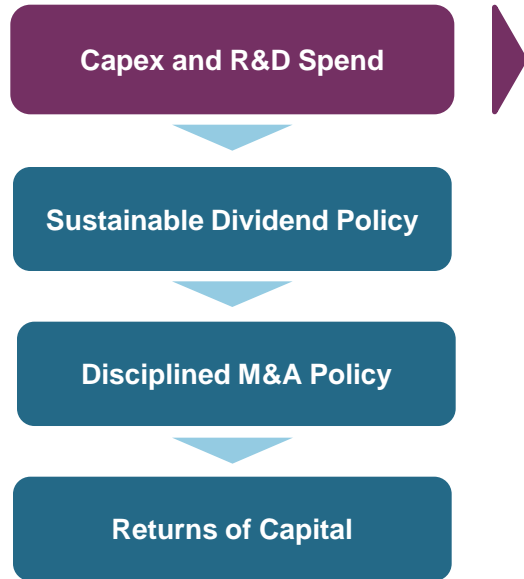 Capex and R&D Spend
Sustainable Dividend Policy
Disciplined M&A Policy
Returns of Capital